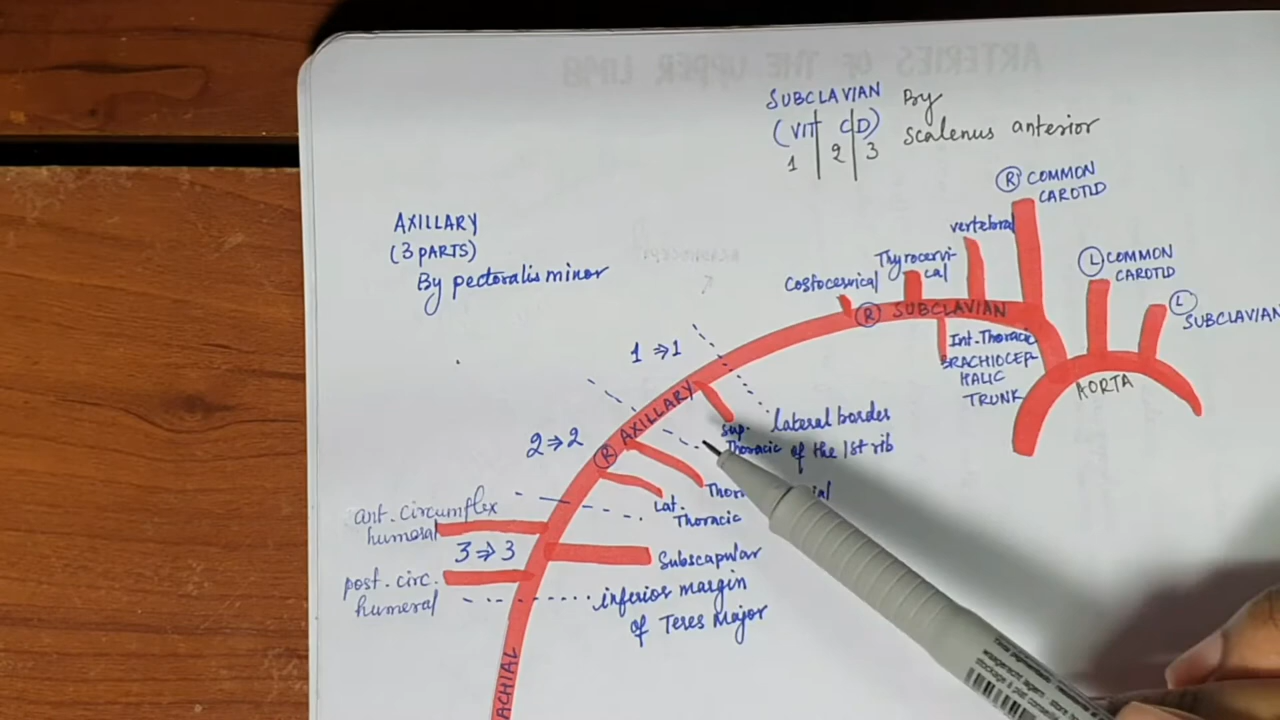 SUBCLAVIAN By
(VIT CD) Scalenus anterior
1 2 3
AXILLARY
(3 PARTS)
By pectoralis minor
R COMMON
CAROTID
vertebral
Thyrocervi-
cal
Costocervical
L COMMON
CAROTID
L
SUBCLAVIAN
R SUBCLAVIAN
Int. Thoracic
BRACHIOCEP-
HALIC
TRUNK
AORTA
1 ⇒ 1
R AXILLARY
2 ⇒ 2
Sup.
Thoracic
lateral border
of the 1st rib
Lat.
Thoracic
ant. circumflex
humeral
3 ⇒ 3
post. circ.
humeral
Subscapular
inferior margin
of Teres Major
ACHIAL